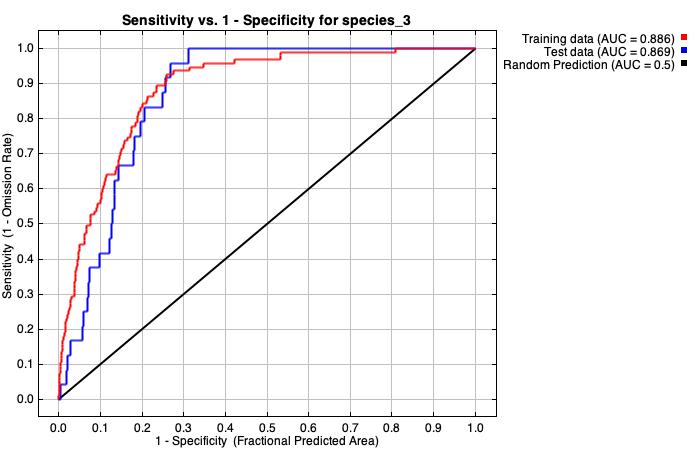 Sensitivity vs. 1 - Specificity for species_3
Training data (AUC = 0.886)
Test data (AUC = 0.869)
Random Prediction (AUC = 0.5)
Sensitivity (1 - Omission Rate)
1.0
0.9
0.8
0.7
0.6
0.5
0.4
0.3
0.2
0.1
0.0
0.0 0.1 0.2 0.3 0.4 0.5 0.6 0.7 0.8 0.9 1.0
1 - Specificity (Fractional Predicted Area)